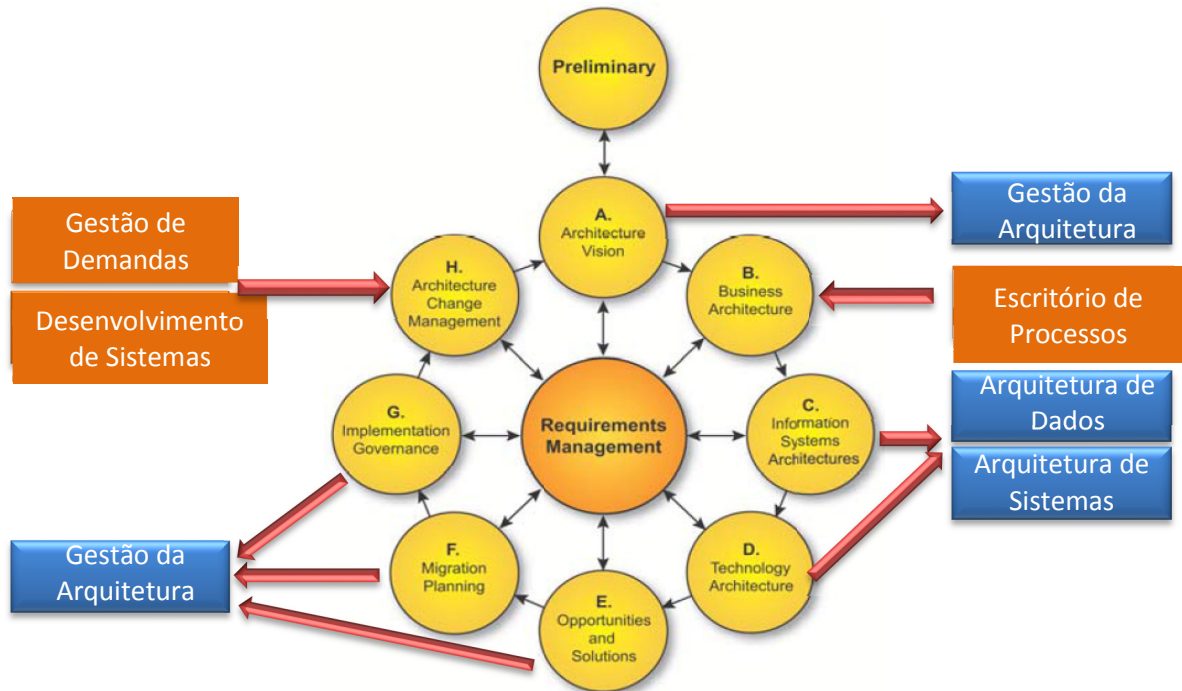 Preliminary
A.
Architecture
Vision
Gestão da
Arquitetura
Gestão de
Demandas
Desenvolvimento
de Sistemas
H.
Architecture
Change
Management
B.
Business
Architecture
Escritório de
Processos
G.
Implementation
Governance
Requirements
Management
C.
Information
Systems
Architectures
Arquitetura de
Dados
Arquitetura de
Sistemas
Gestão da
Arquitetura
F.
Migration
Planning
E.
Opportunities
and
Solutions
D.
Technology
Architecture